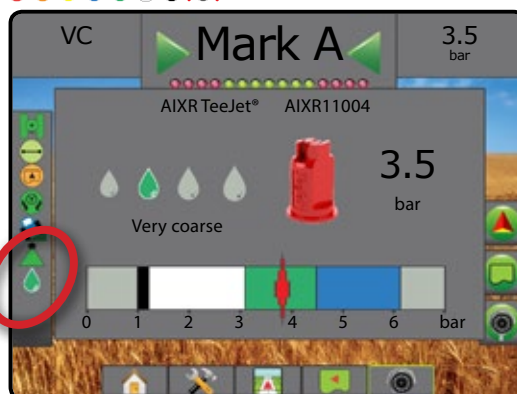 VC
Mark A
3.5
bar
AIXR TeeJet® AIXR11004
3.5
bar
Very coarse
0 1 2 3 4 5 6 bar